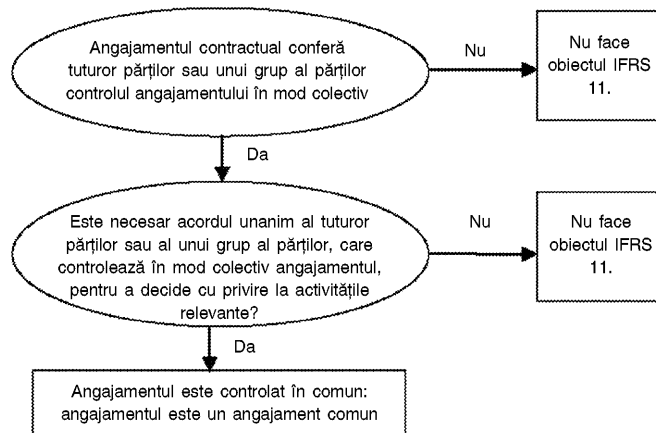 Angajamentul contractual conferă
tuturor părților sau unui grup al părților
controlul angajamentului în mod colectiv
Nu
Nu face
obiectul IFRS
11.
Da
Este necesar acordul unanim al tuturor
părților sau al unui grup al părților, care
controlează în mod colectiv angajamentul,
pentru a decide cu privire la activitățile
relevante?
Nu
Nu face
obiectul IFRS
11.
Da
Angajamentul este controlat în comun:
angajamentul este un angajament comun